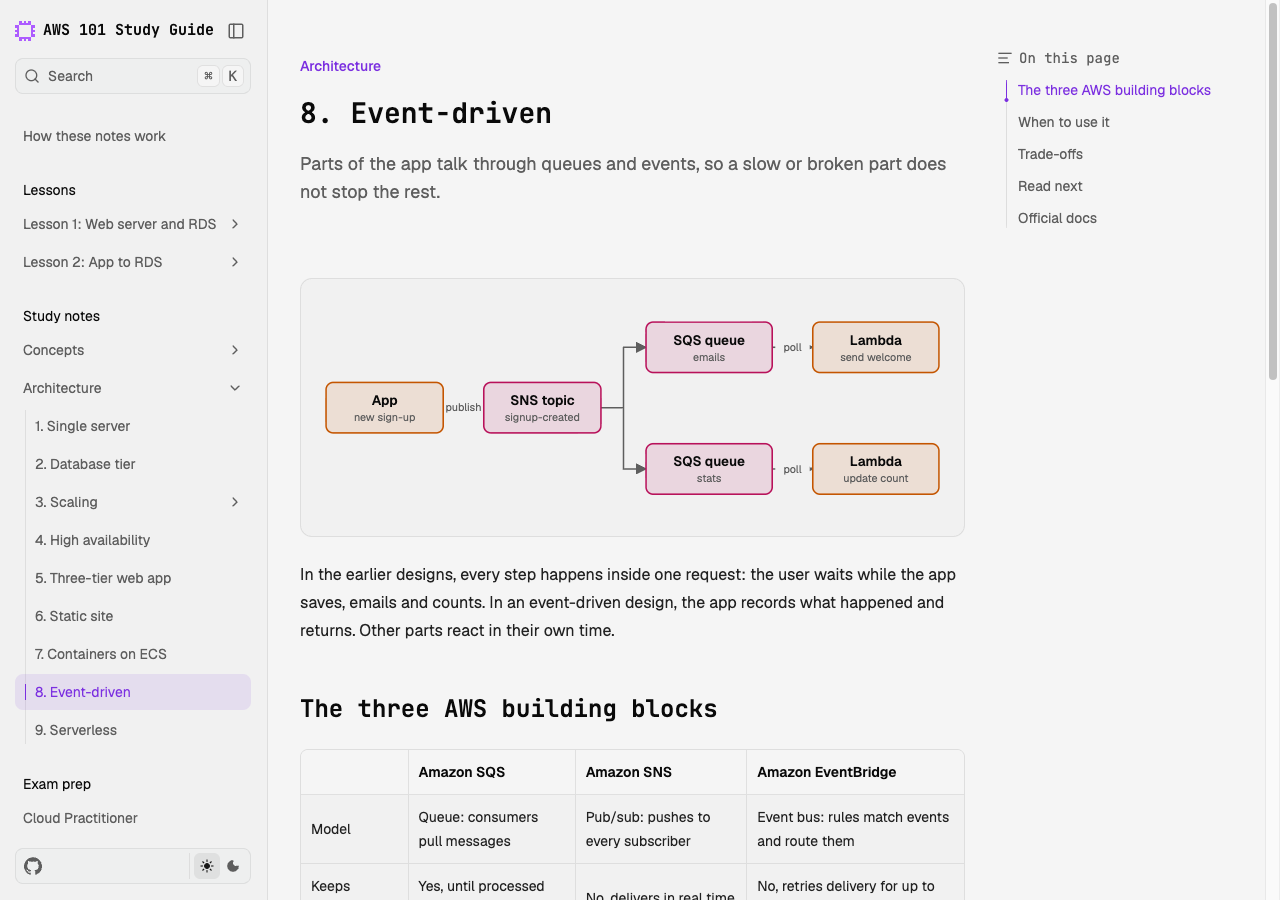 AWS 101 Study Guide
Search
⌘ K
How these notes work
Lessons
Lesson 1: Web server and RDS
Lesson 2: App to RDS
Study notes
Concepts
Architecture
1. Single server
2. Database tier
3. Scaling
4. High availability
5. Three-tier web app
6. Static site
7. Containers on ECS
8. Event-driven
9. Serverless
Exam prep
Cloud Practitioner
Architecture
8. Event-driven
Parts of the app talk through queues and events, so a slow or broken part does
not stop the rest.
App
new sign-up
publish
SNS topic
signup-created
SQS queue
emails
poll
Lambda
send welcome
SQS queue
stats
poll
Lambda
update count
In the earlier designs, every step happens inside one request: the user waits while the app
saves, emails and counts. In an event-driven design, the app records what happened and
returns. Other parts react in their own time.
The three AWS building blocks
Amazon SQS
Amazon SNS
Amazon EventBridge
Model
Queue: consumers
pull messages
Pub/sub: pushes to
every subscriber
Event bus: rules match events
and route them
Keeps
Yes, until processed
No, delivers in real time
No, retries delivery for up to
On this page
The three AWS building blocks
When to use it
Trade-offs
Read next
Official docs